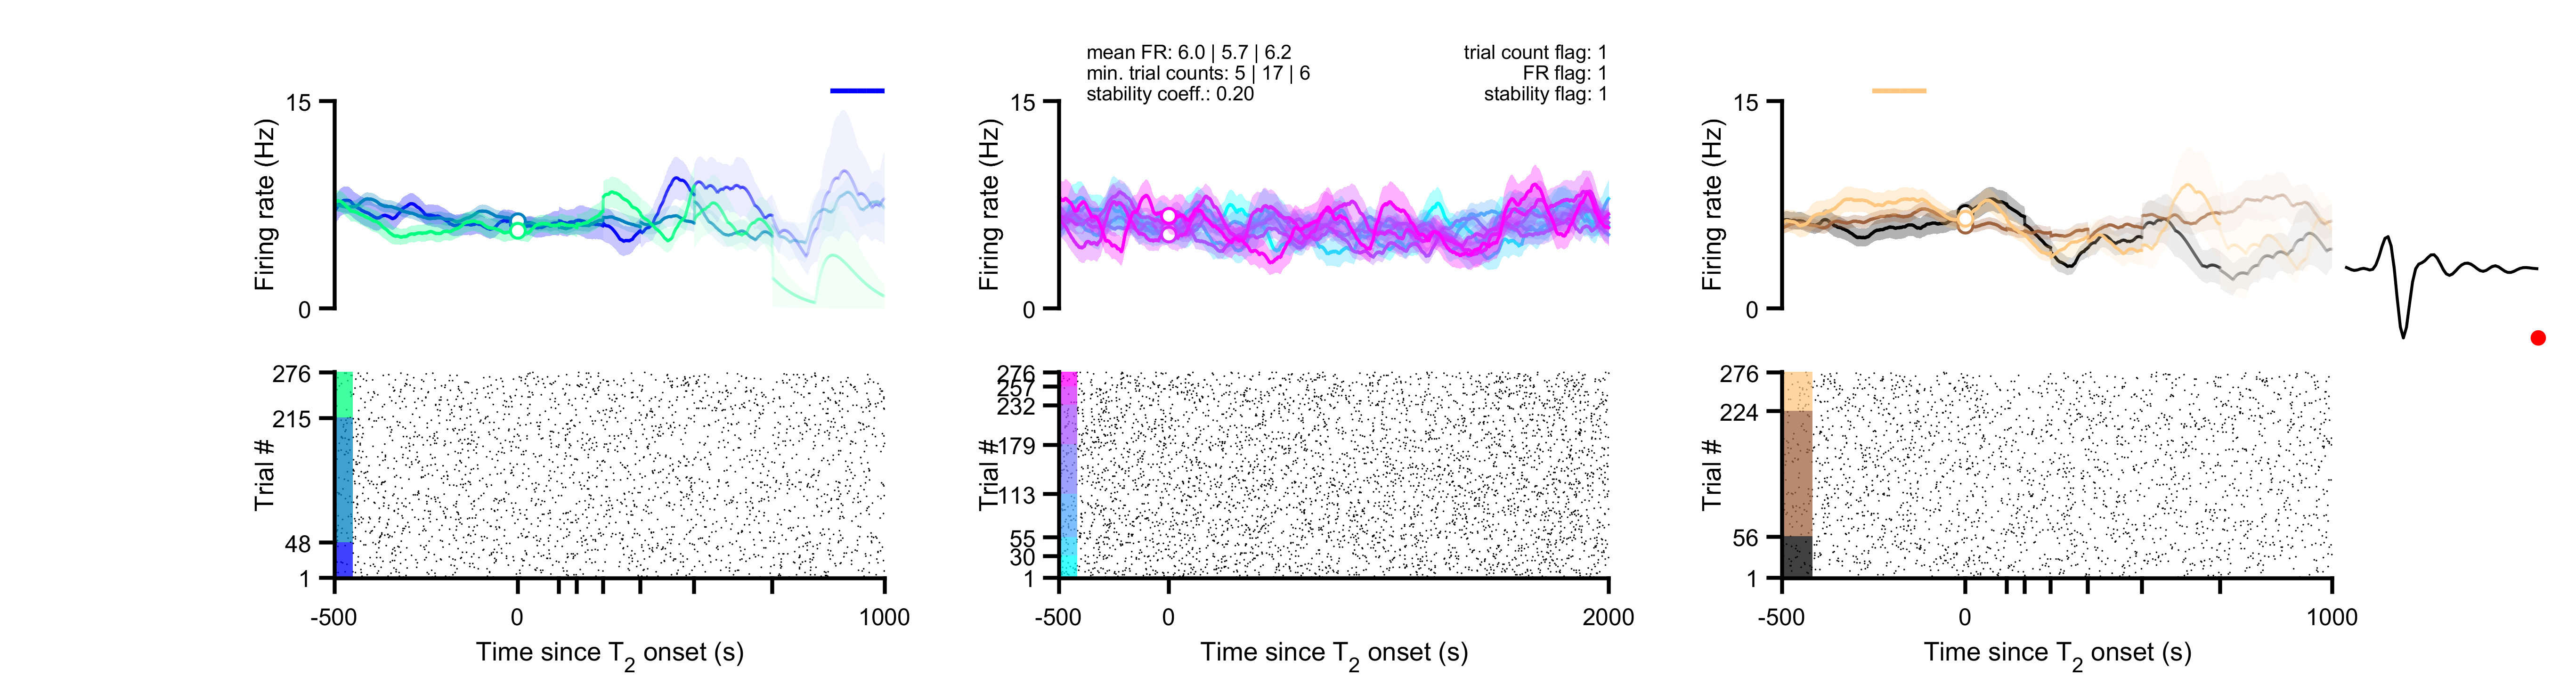 mean FR: 6.0 | 5.7 | 6.2
min. trial counts: 5 | 17 | 6
stability coeff.: 0.20
trial count flag: 1
FR flag: 1
stability flag: 1
15
Firing rate (Hz)
0
15
Firing rate (Hz)
0
15
Firing rate (Hz)
0
276
215
Trial #
48
1
-500
0
1000
Time since T2 onset (s)
276
257
232
179
Trial #
113
55
30
1
-500
0
2000
Time since T2 onset (s)
276
224
Trial #
56
1
-500
0
1000
Time since T2 onset (s)